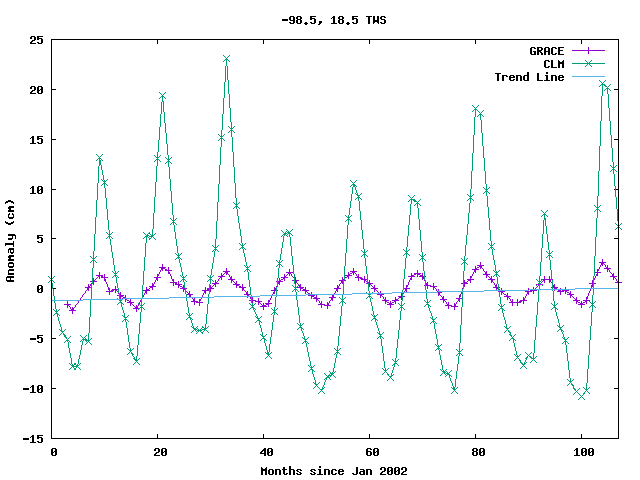 -98.5, 18.5 TWS
GRACE
CLM
Trend Line
Anomaly (cm)
25
20
15
10
5
0
-5
-10
-15
0 20 40 60 80 100
Months since Jan 2002